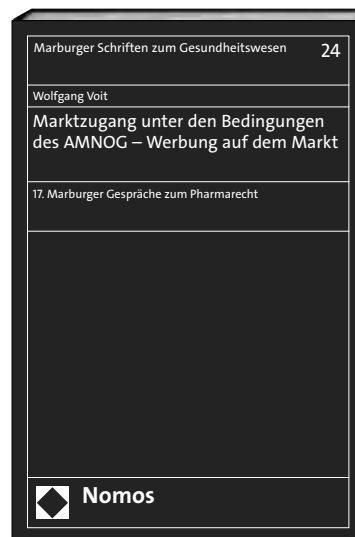 Marburger Schriften zum Gesundheitswesen 24
Wolfgang Voit
Marktzugang unter den Bedingungen
des AMNOG – Werbung auf dem Markt
17. Marburger Gespräche zum Pharmarecht
Nomos